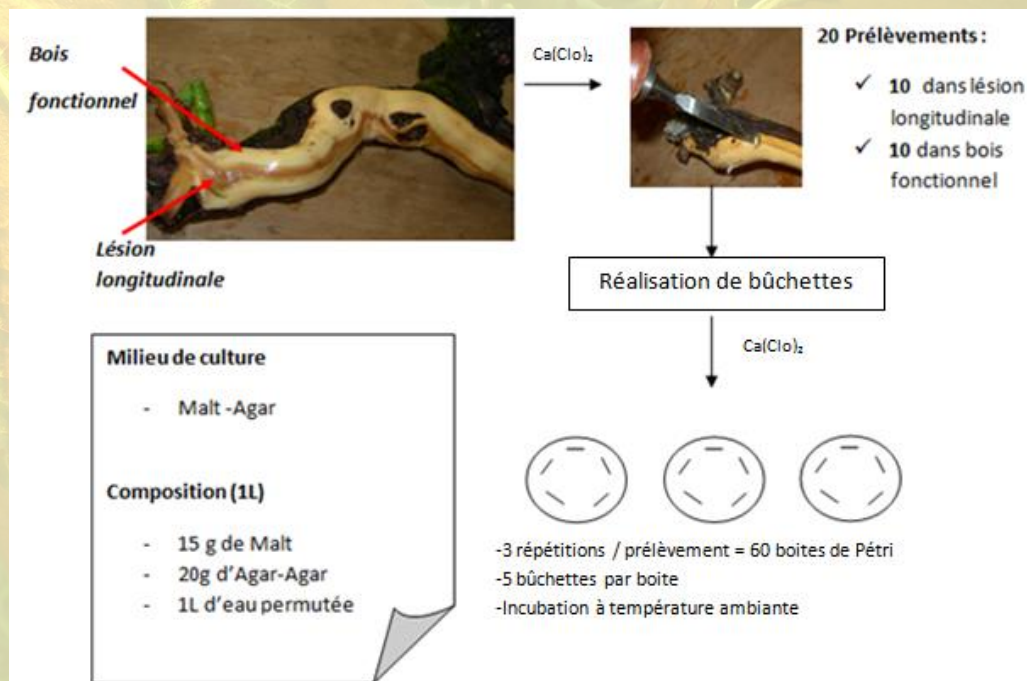 Bois
fonctionnel
Lésion
longitudinale
Ca(Clo)₂
20 Prélèvements :
✓ 10 dans lésion
longitudinale
✓ 10 dans bois
fonctionnel
Réalisation de bûchettes
Ca(Clo)₂
Milieu de culture
- Malt -Agar
Composition (1L)
- 15 g de Malt
- 20g d’Agar-Agar
- 1L d’eau permutée
-3 répétitions / prélèvement = 60 boites de Pétri
-5 bûchettes par boite
-Incubation à température ambiante